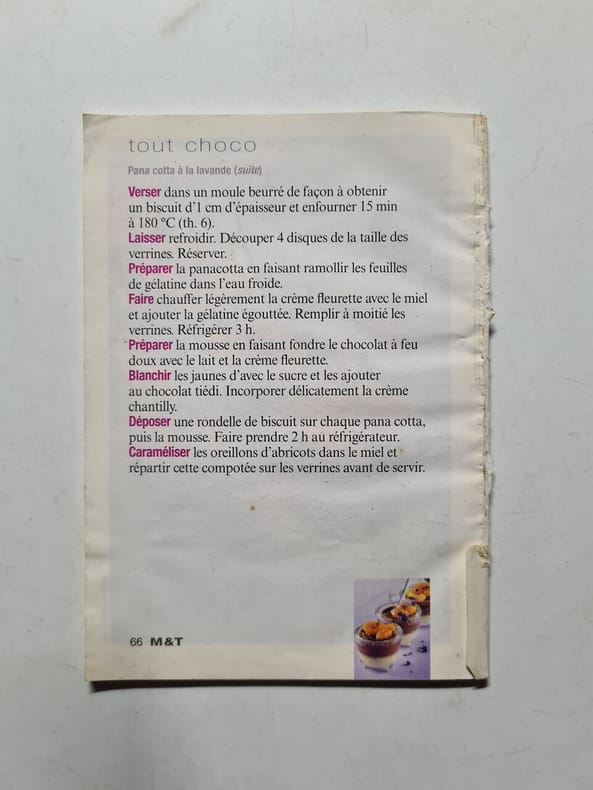 tout choco
Pana cotta à la lavande (suite)
Verser dans un moule beurré de façon à obtenir
un biscuit d'1 cm d'épaisseur et enfourner 15 min
à 180 °C (th. 6).
Laisser refroidir. Découper 4 disques de la taille des
verrines. Réserver.
Préparer la panacotta en faisant ramollir les feuilles
de gélatine dans l'eau froide.
Faire chauffer légèrement la crème fleurette avec le miel
et ajouter la gélatine égouttée. Remplir à moitié les
verrines. Réfrigérer 3 h.
Préparer la mousse en faisant fondre le chocolat à feu
doux avec le lait et la crème fleurette.
Blanchir les jaunes d'avec le sucre et les ajouter
au chocolat tiédi. Incorporer délicatement la crème
chantilly.
Déposer une rondelle de biscuit sur chaque pana cotta,
puis la mousse. Faire prendre 2 h au réfrigérateur.
Caraméliser les oreillons d'abricots dans le miel et
répartir cette compotée sur les verrines avant de servir.
66 M&T